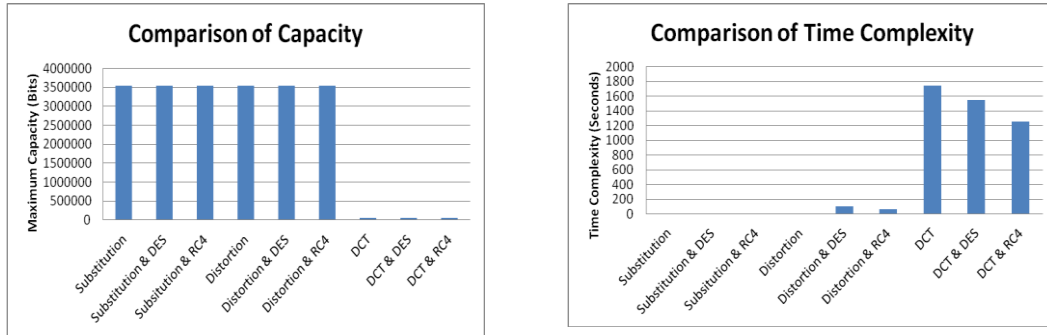 Comparison of Capacity
Maximum Capacity (Bits)
4000000
3500000
3000000
2500000
2000000
1500000
1000000
500000
0
Substitution
Substitution & DES
Subsitution & RC4
Distortion
Distortion & DES
Distortion & RC4
DCT
DCT & DES
DCT & RC4
Comparison of Time Complexity
Time Complexity (Seconds)
2000
1800
1600
1400
1200
1000
800
600
400
200
0
Substitution
Substitution & DES
Subsitution & RC4
Distortion
Distortion & DES
Distortion & RC4
DCT
DCT & DES
DCT & RC4